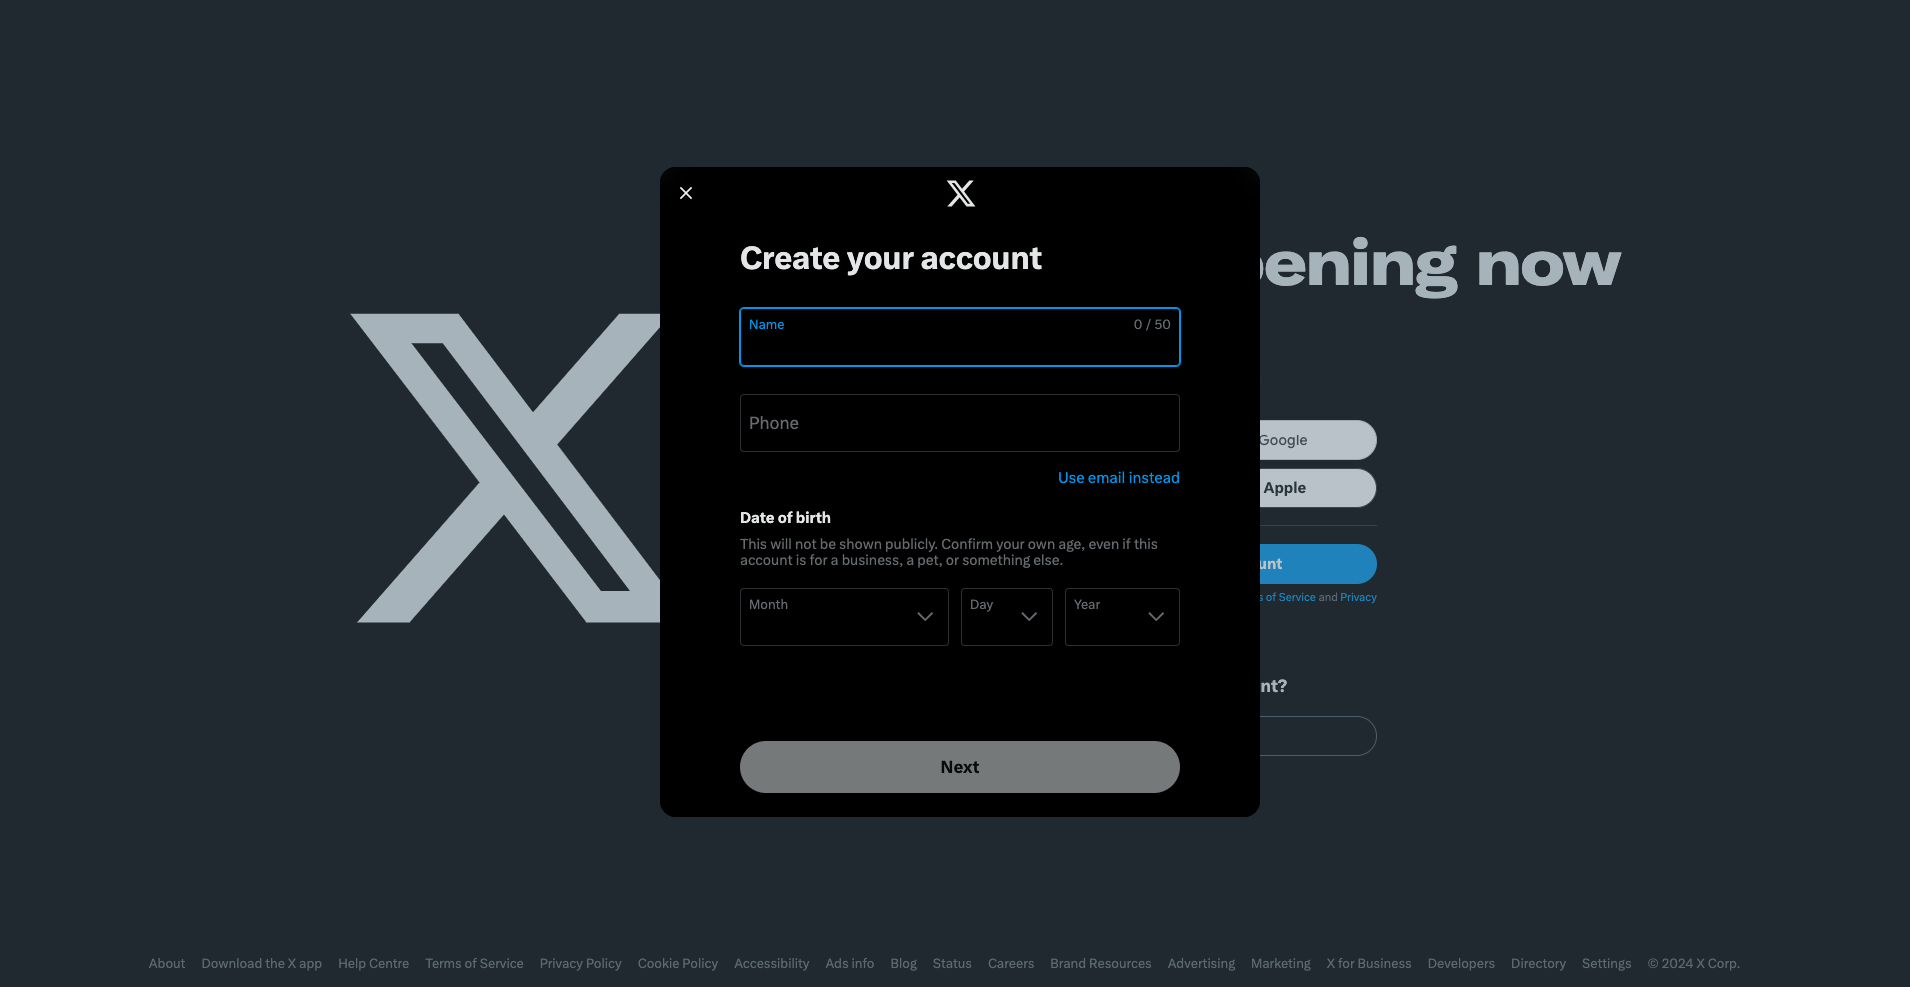 Create your account
Name
0 / 50
Phone
Use email instead
Date of birth
This will not be shown publicly. Confirm your own age, even if this
account is for a business, a pet, or something else.
Month
Day
Year
Next
ening now
Google
Apple
unt
of Service and Privacy
nt?
About Download the X app Help Centre Terms of Service Privacy Policy Cookie Policy Accessibility Ads info Blog Status Careers Brand Resources Advertising Marketing X for Business Developers Directory Settings © 2024 X Corp.